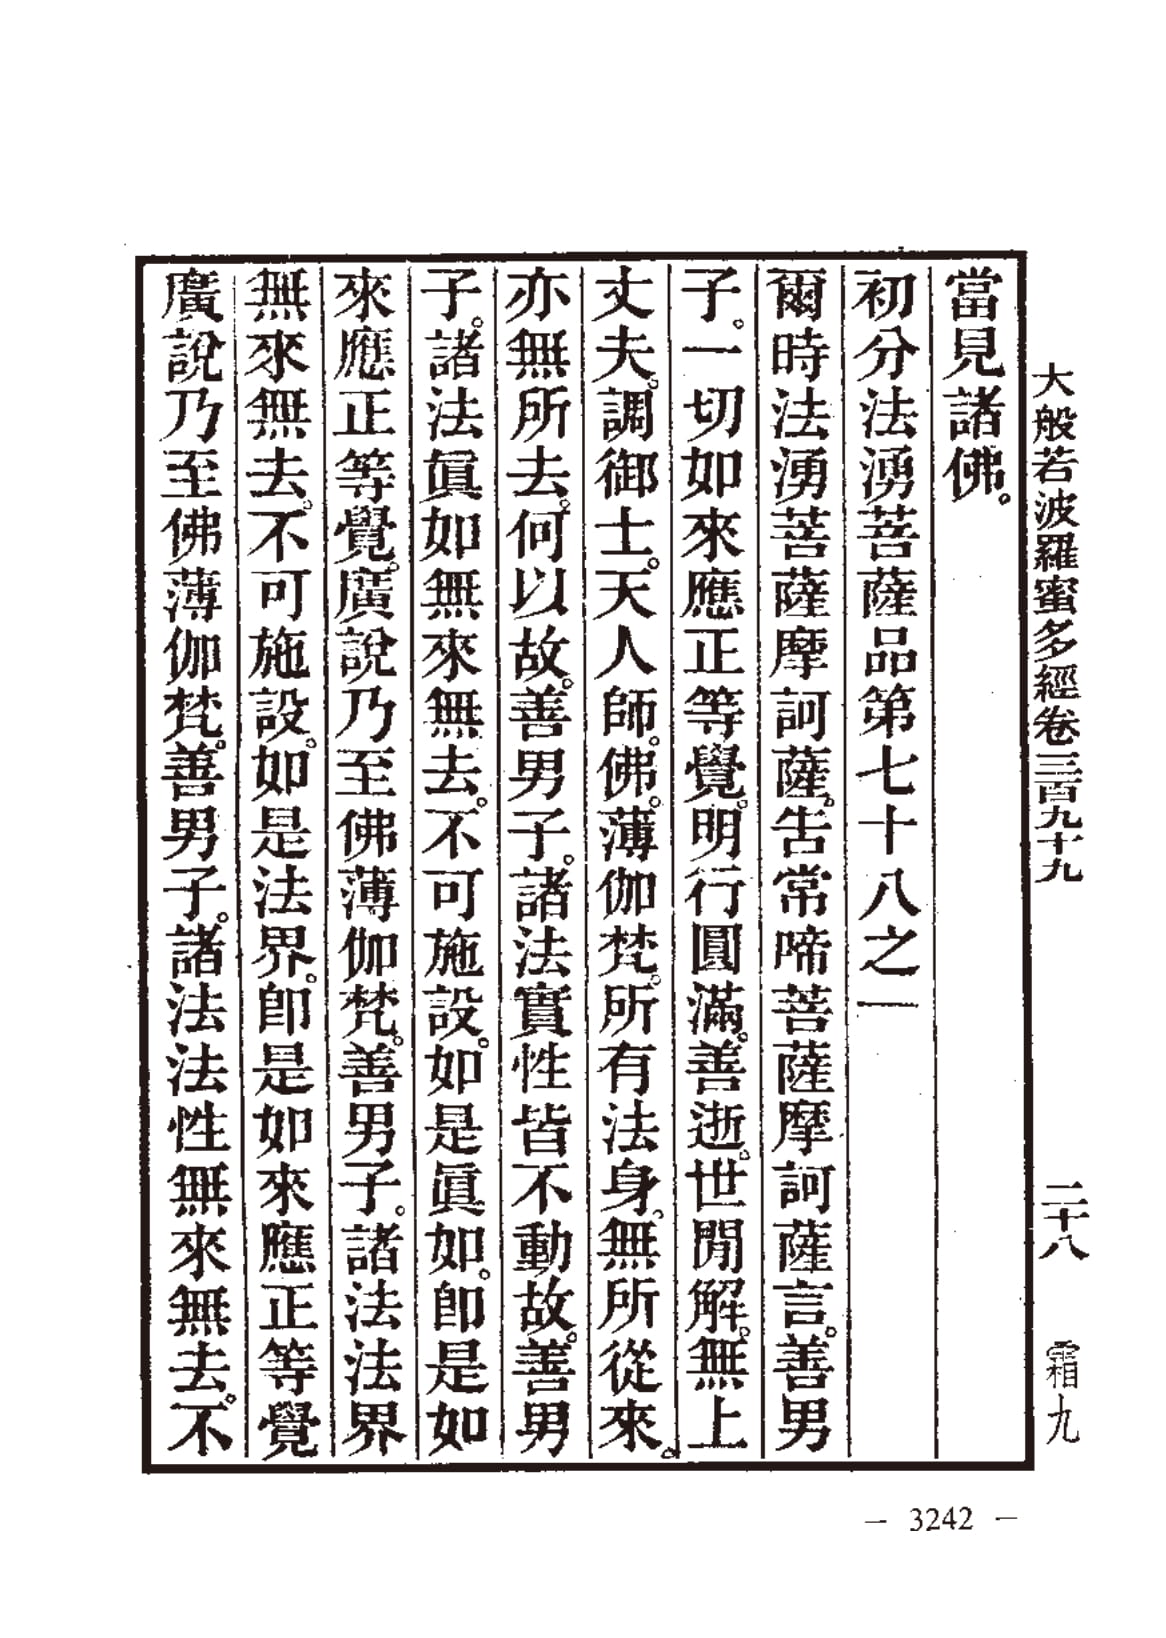 大般若波羅蜜多經卷三百九十九 二十八 霜九
當見諸佛。
初分法湧菩薩品第七十八之一
爾時法湧菩薩摩訶薩。告常啼菩薩摩訶薩言。善男
子。一切如來應正等覺。明行圓滿。善逝。世閒解。無上
丈夫。調御士。天人師。佛。薄伽梵。所有法身。無所從來。
亦無所去。何以故。善男子。諸法實性皆不動故。善男
子。諸法眞如無來無去。不可施設。如是眞如。卽是如
來應正等覺。廣說乃至佛薄伽梵。善男子。諸法法界
無來無去。不可施設。如是法界。卽是如來應正等覺
廣說乃至佛薄伽梵。善男子。諸法法性無來無去。不
— 3242 —